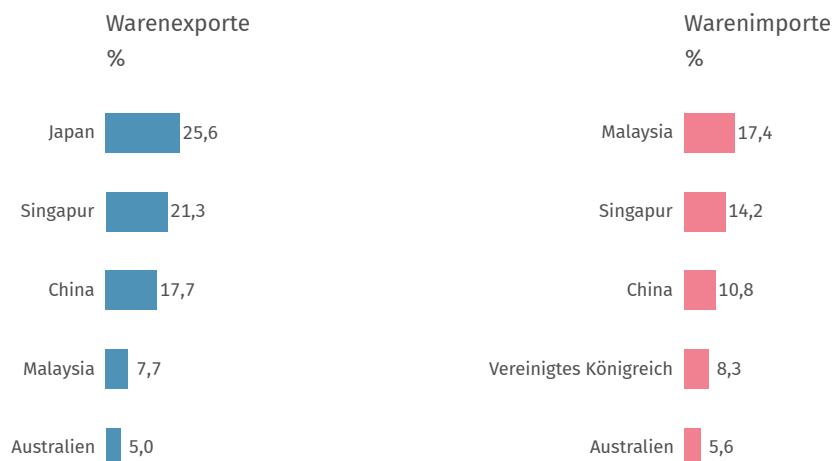 Warenexporte
%
Japan 25,6
Singapur 21,3
China 17,7
Malaysia 7,7
Australien 5,0
Warenimporte
%
Malaysia 17,4
Singapur 14,2
China 10,8
Vereinigtes Königreich 8,3
Australien 5,6